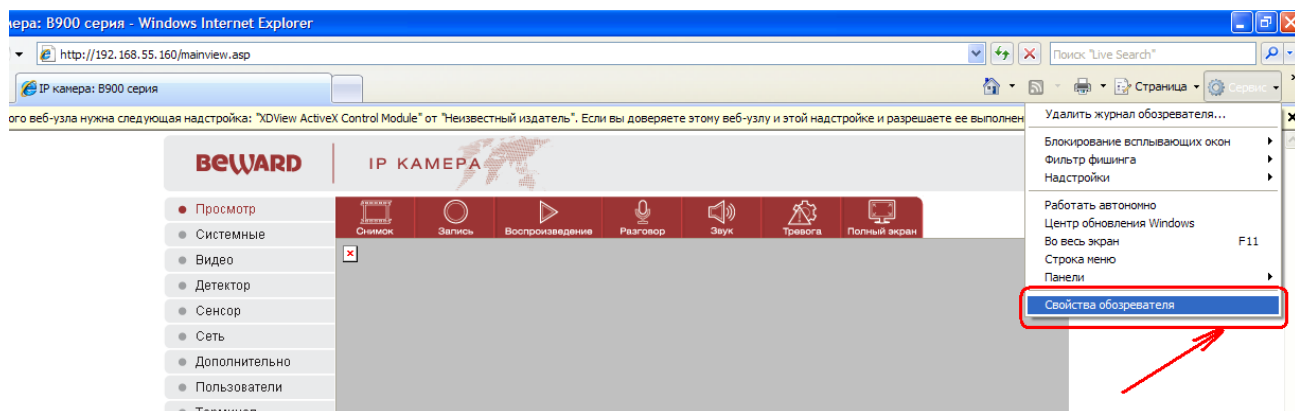 мера: B900 серия - Windows Internet Explorer
http://192.168.55.160/mainview.asp
Поиск "Live Search"
IP камера: B900 серия
Страница
Сервис
ого веб-узла нужна следующая надстройка: "XDView ActiveX Control Module" от "Неизвестный издатель". Если вы доверяете этому веб-узлу и этой надстройке и разрешаете ее выполнен
Удалить журнал обозревателя...
Блокирование всплывающих окон
Фильтр фишинга
Надстройки
Работать автономно
Центр обновления Windows
Во весь экран F11
Строка меню
Панели
Свойства обозревателя
BEWARD
IP КАМЕРА
Снимок Запись Воспроизведение Разговор Звук Тревога Полный экран
Просмотр
Системные
Видео
Детектор
Сенсор
Сеть
Дополнительно
Пользователи